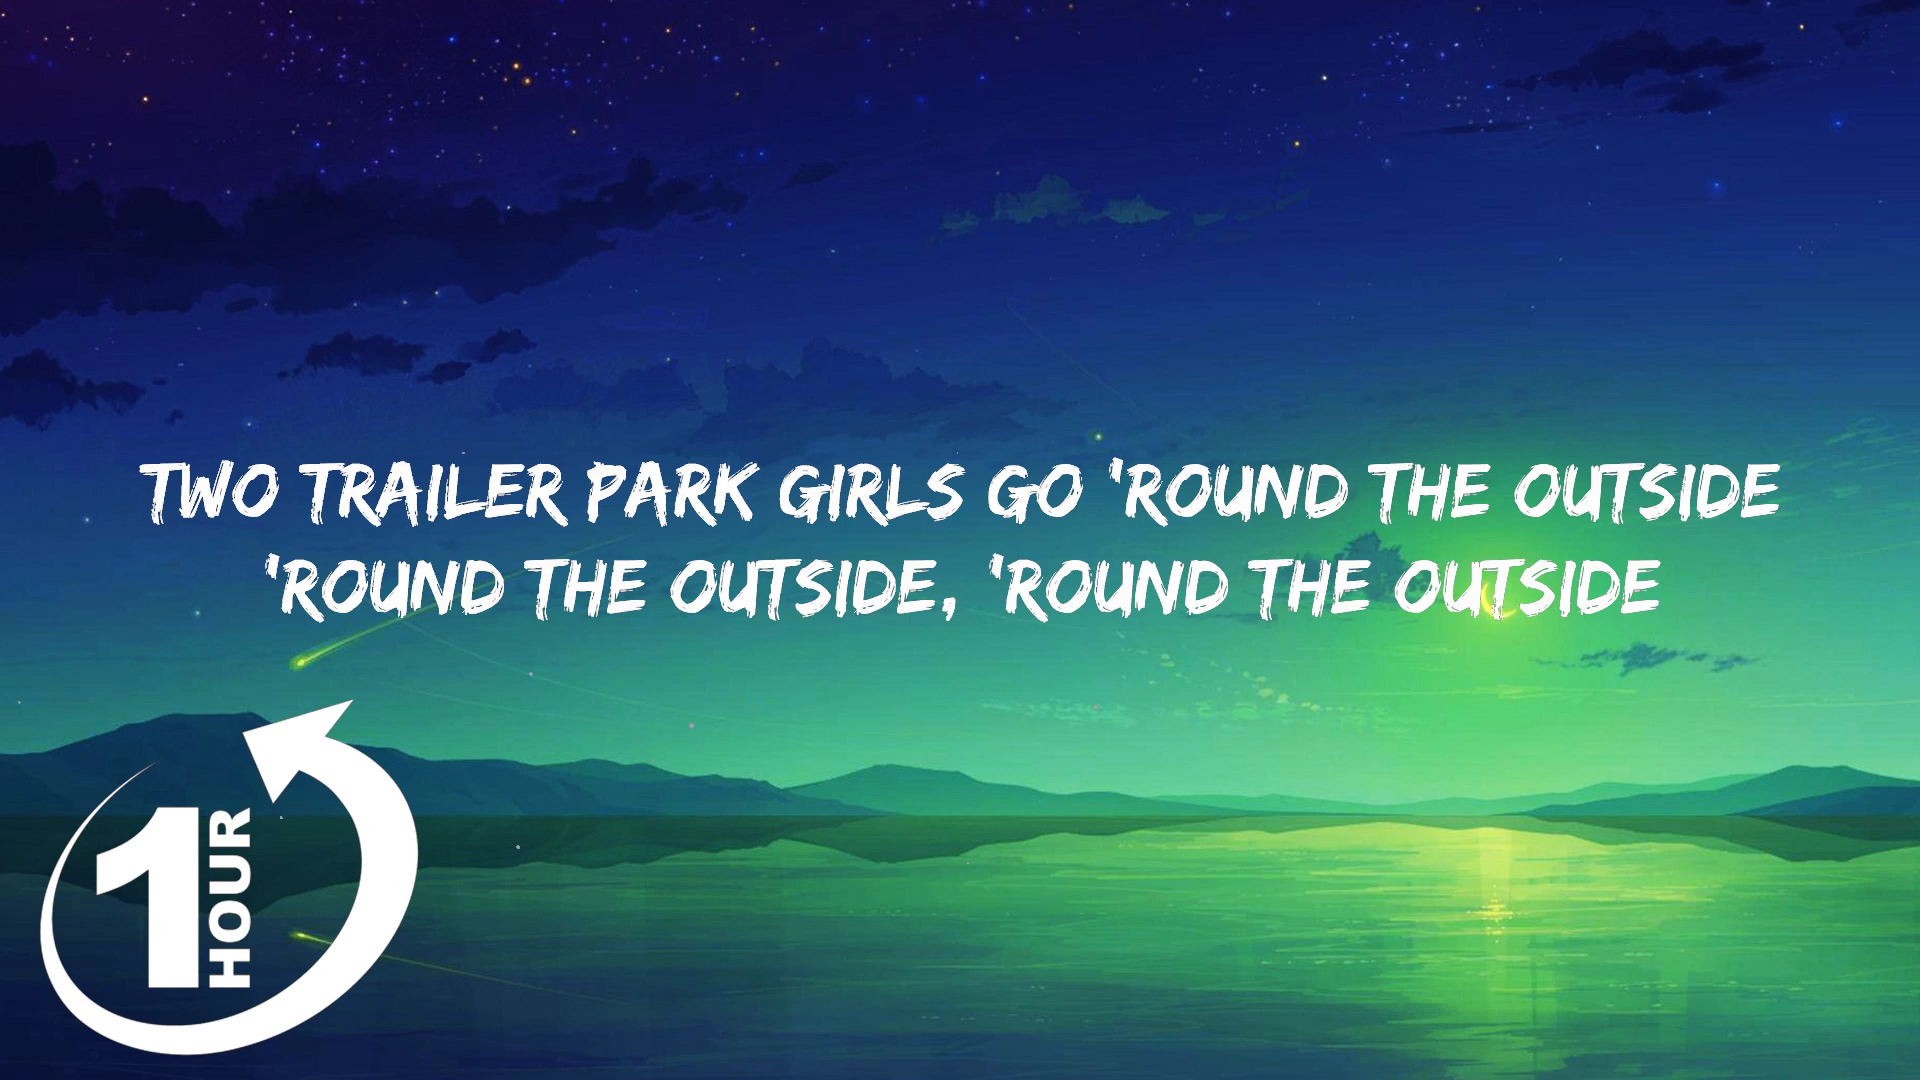 TWO TRAILER PARK GIRLS GO 'ROUND THE OUTSIDE
'ROUND THE OUTSIDE, 'ROUND THE OUTSIDE
1 HOUR